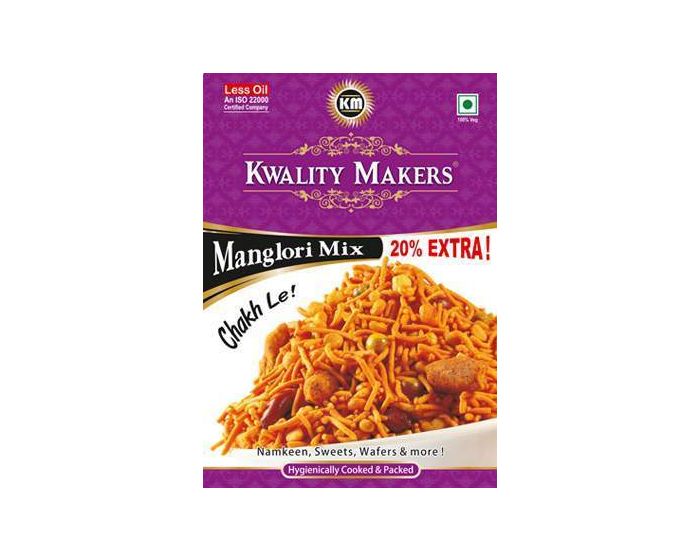 Less Oil
An ISO 22000
Certified Company
KM
100% Veg
KWALITY MAKERS®
Manglori Mix
20% EXTRA!
Chakh Le!
Namkeen, Sweets, Wafers & more !
Hygienically Cooked & Packed